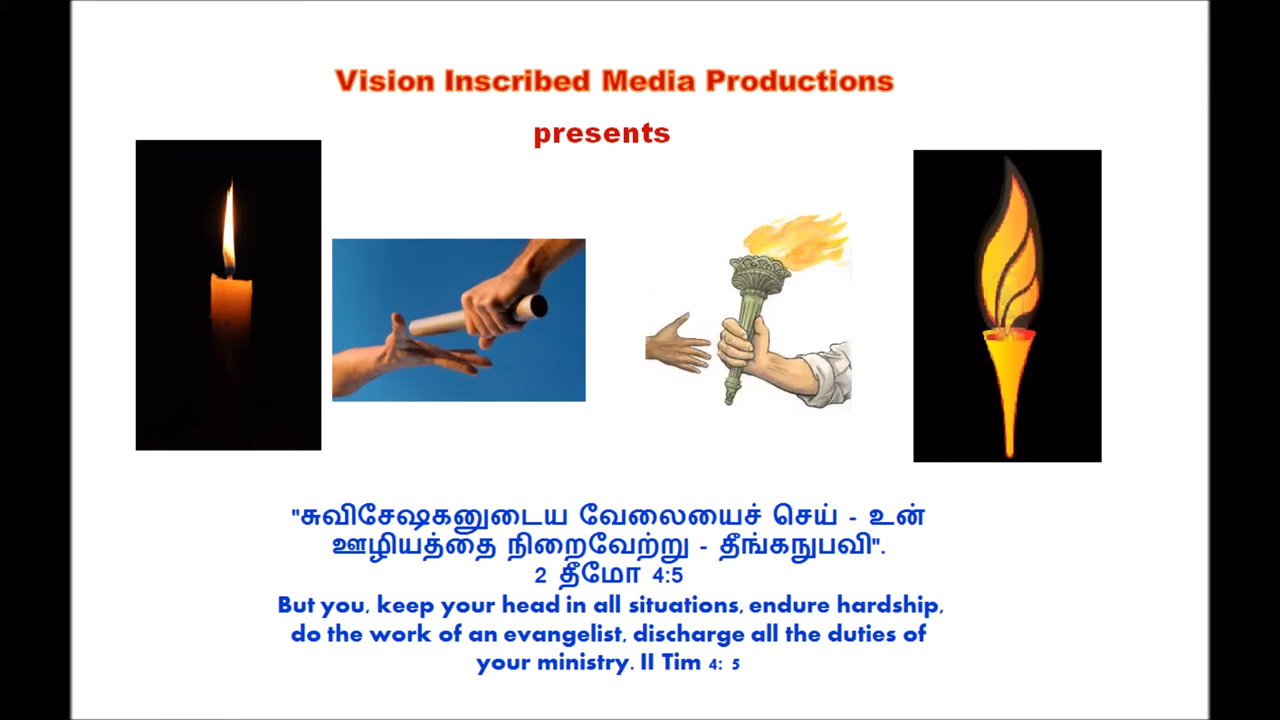 Vision Inscribed Media Productions
presents
"சுவிசேஷகனுடைய வேலையைச் செய் - உன்
ஊழியத்தை நிறைவேற்று - தீங்கநுபவி".
2 தீமோ 4:5
But you, keep your head in all situations, endure hardship,
do the work of an evangelist, discharge all the duties of
your ministry. II Tim 4: 5